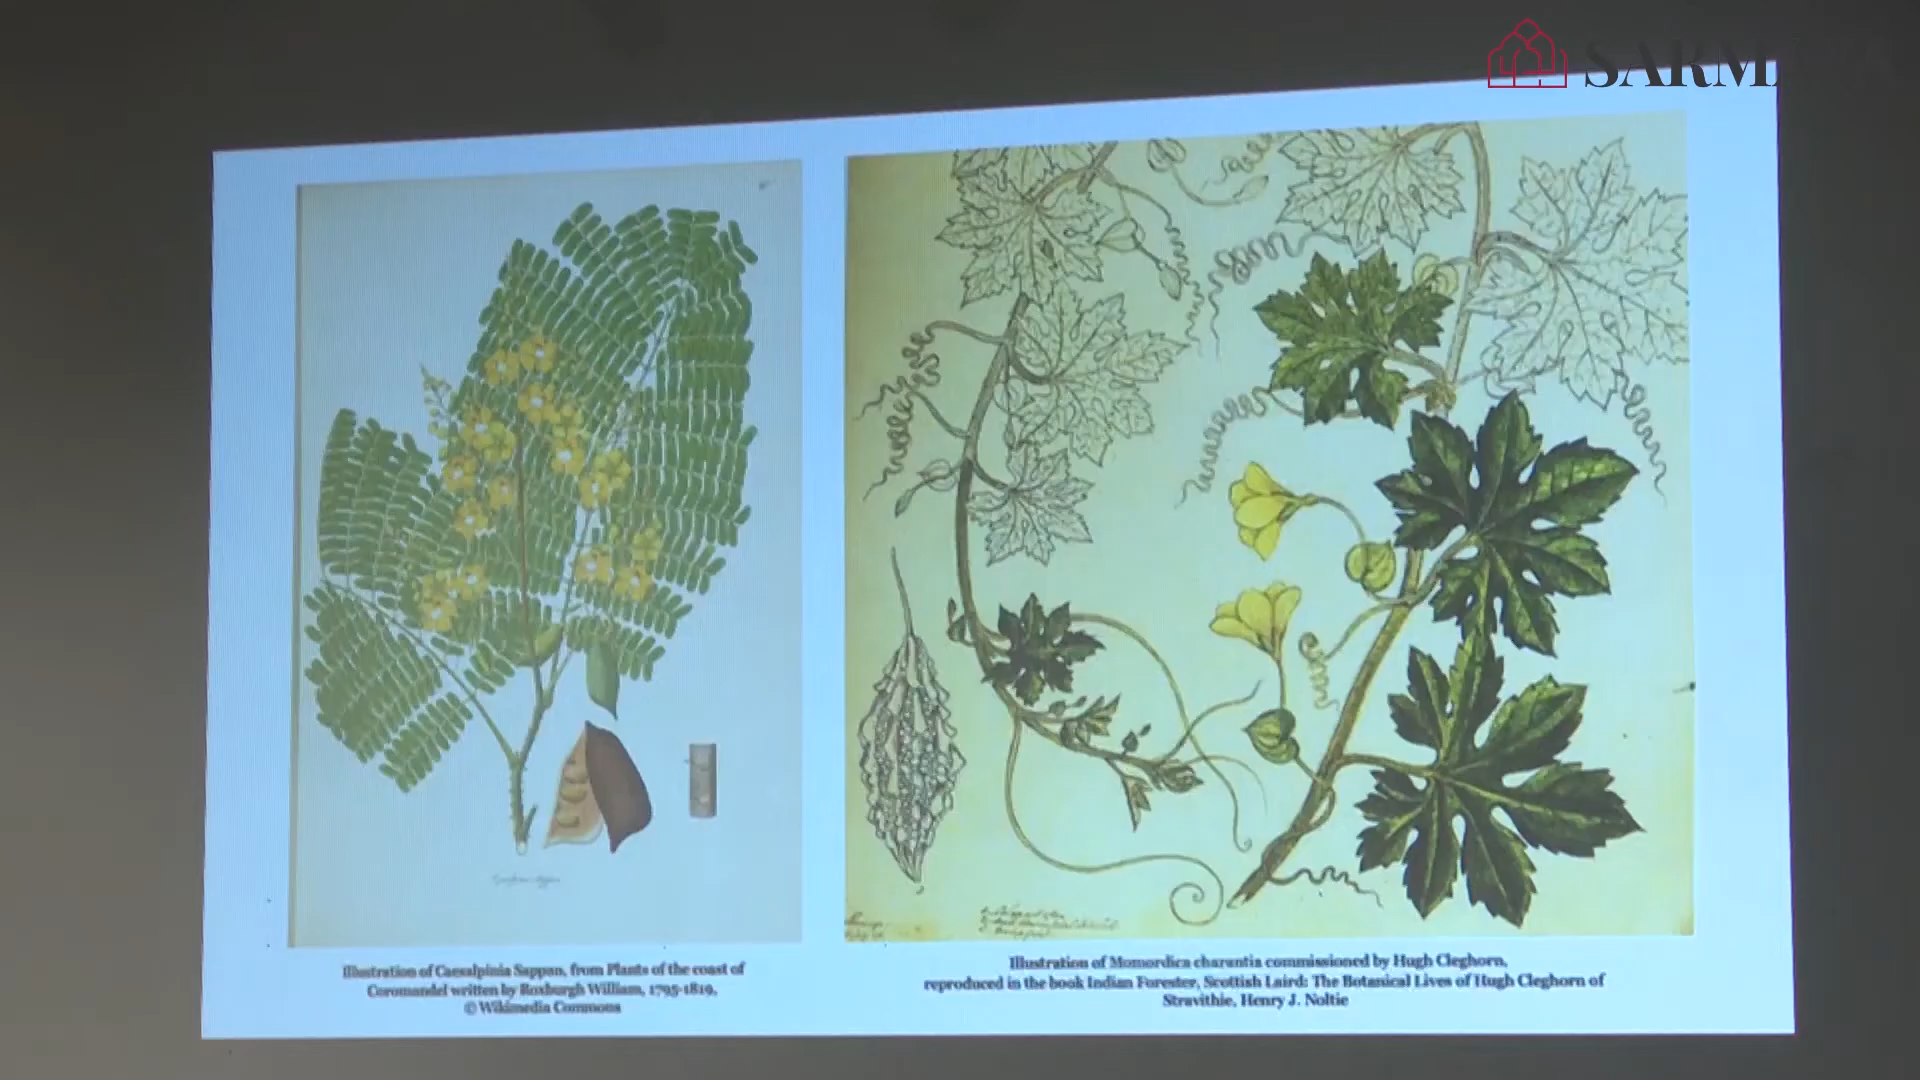 SARM
Illustration of Caesalpinia Sappan, from Plants of the coast of
Coromandel written by Roxburgh William, 1795-1819,
© Wikimedia Commons
Illustration of Momordica charantia commissioned by Hugh Cleghorn,
reproduced in the book Indian Forester, Scottish Laird: The Botanical Lives of Hugh Cleghorn of
Stravithie, Henry J. Noltie